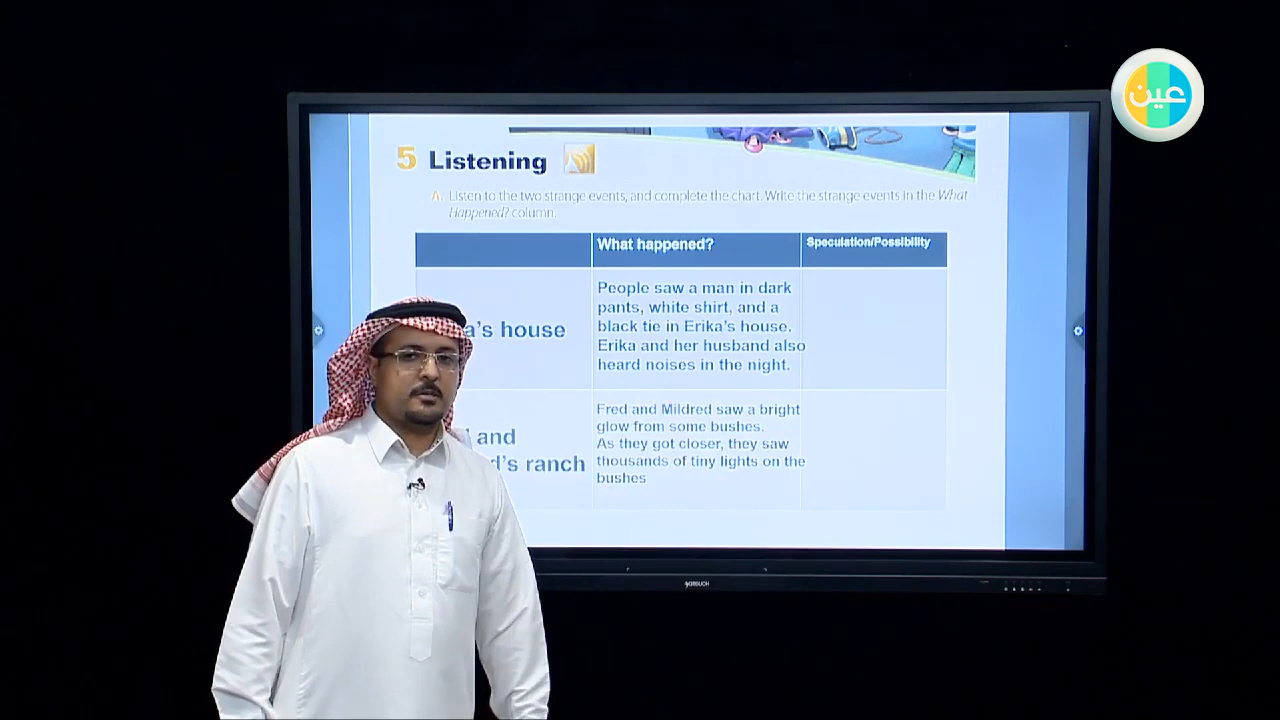 عين
5 Listening
A. Listen to the two strange events, and complete the chart. Write the strange events in the What
Happened? column.
What happened?
Speculation/Possibility
a's house
People saw a man in dark
pants, white shirt, and a
black tie in Erika's house.
Erika and her husband also
heard noises in the night.
and
d's ranch
Fred and Mildred saw a bright
glow from some bushes.
As they got closer, they saw
thousands of tiny lights on the
bushes